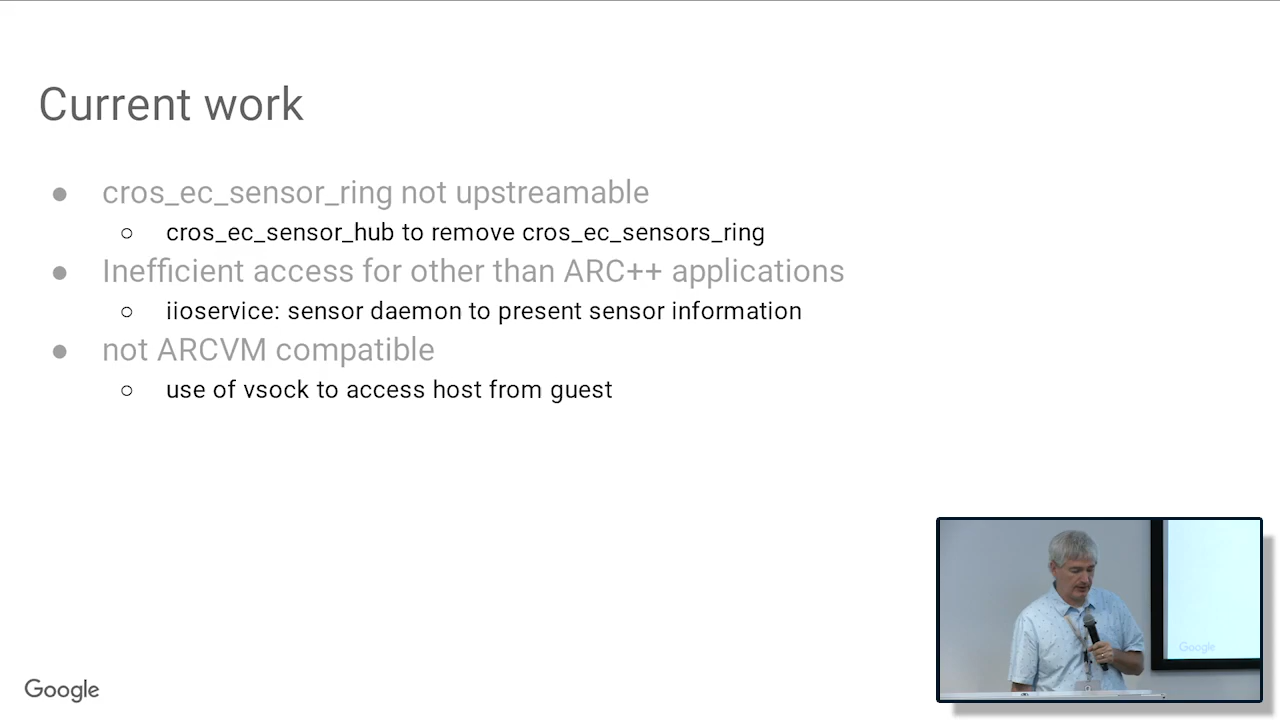 Current work
● cros_ec_sensor_ring not upstreamable
○ cros_ec_sensor_hub to remove cros_ec_sensors_ring
● Inefficient access for other than ARC++ applications
○ iioservice: sensor daemon to present sensor information
● not ARCVM compatible
○ use of vsock to access host from guest
Google
Google